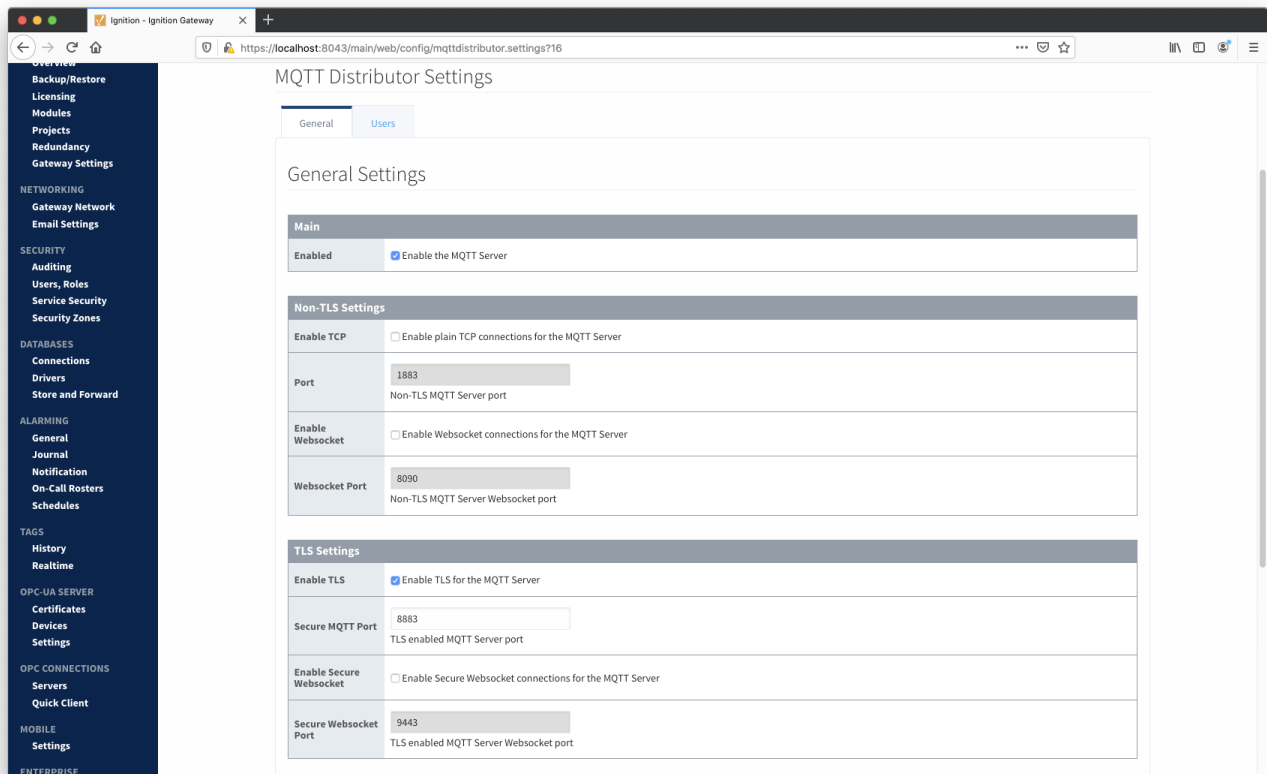 Ignition - Ignition Gateway
https://localhost:8043/main/web/config/mqttdistributor.settings?16
Overview
Backup/Restore
Licensing
Modules
Projects
Redundancy
Gateway Settings
NETWORKING
Gateway Network
Email Settings
SECURITY
Auditing
Users, Roles
Service Security
Security Zones
DATABASES
Connections
Drivers
Store and Forward
ALARMING
General
Journal
Notification
On-Call Rosters
Schedules
TAGS
History
Realtime
OPC-UA SERVER
Certificates
Devices
Settings
OPC CONNECTIONS
Servers
Quick Client
MOBILE
Settings
ENTERPRISE
MQTT Distributor Settings
General Users
General Settings
Main
Enabled Enable the MQTT Server
Non-TLS Settings
Enable TCP Enable plain TCP connections for the MQTT Server
Port 1883
Non-TLS MQTT Server port
Enable
Websocket Enable Websocket connections for the MQTT Server
Websocket Port 8090
Non-TLS MQTT Server Websocket port
TLS Settings
Enable TLS Enable TLS for the MQTT Server
Secure MQTT Port 8883
TLS enabled MQTT Server port
Enable Secure
Websocket Enable Secure Websocket connections for the MQTT Server
Secure Websocket
Port 9443
TLS enabled MQTT Server Websocket port